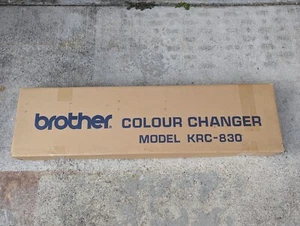 brother. COLOUR CHANGER
MODEL KRC-830